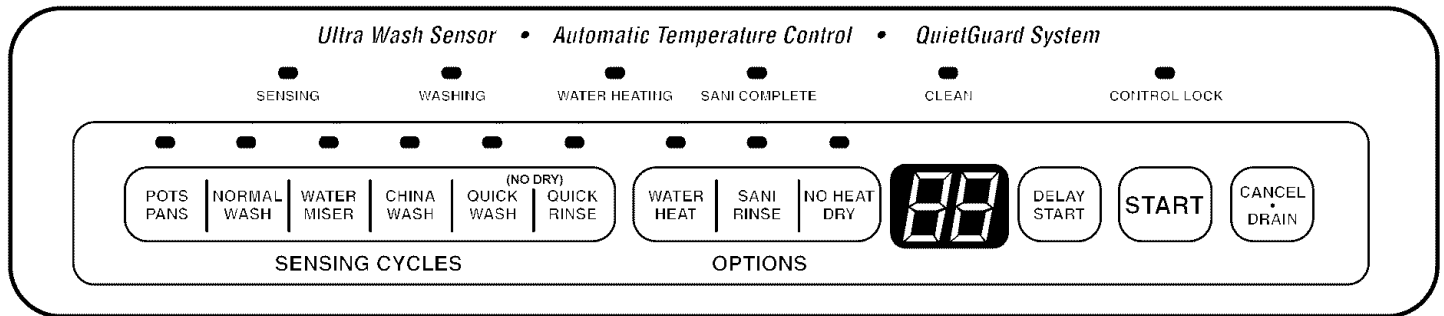 Ultra Wash Sensor • Automatic Temperature Control • QuietGuard System
SENSING WASHING WATER HEATING SANI COMPLETE CLEAN CONTROL LOCK
POTS PANS
NORMAL WASH
WATER MISER
CHINA WASH
(NO DRY)
QUICK WASH
QUICK RINSE
WATER HEAT
SANI RINSE
NO HEAT DRY
88
DELAY START
START
CANCEL • DRAIN
SENSING CYCLES OPTIONS